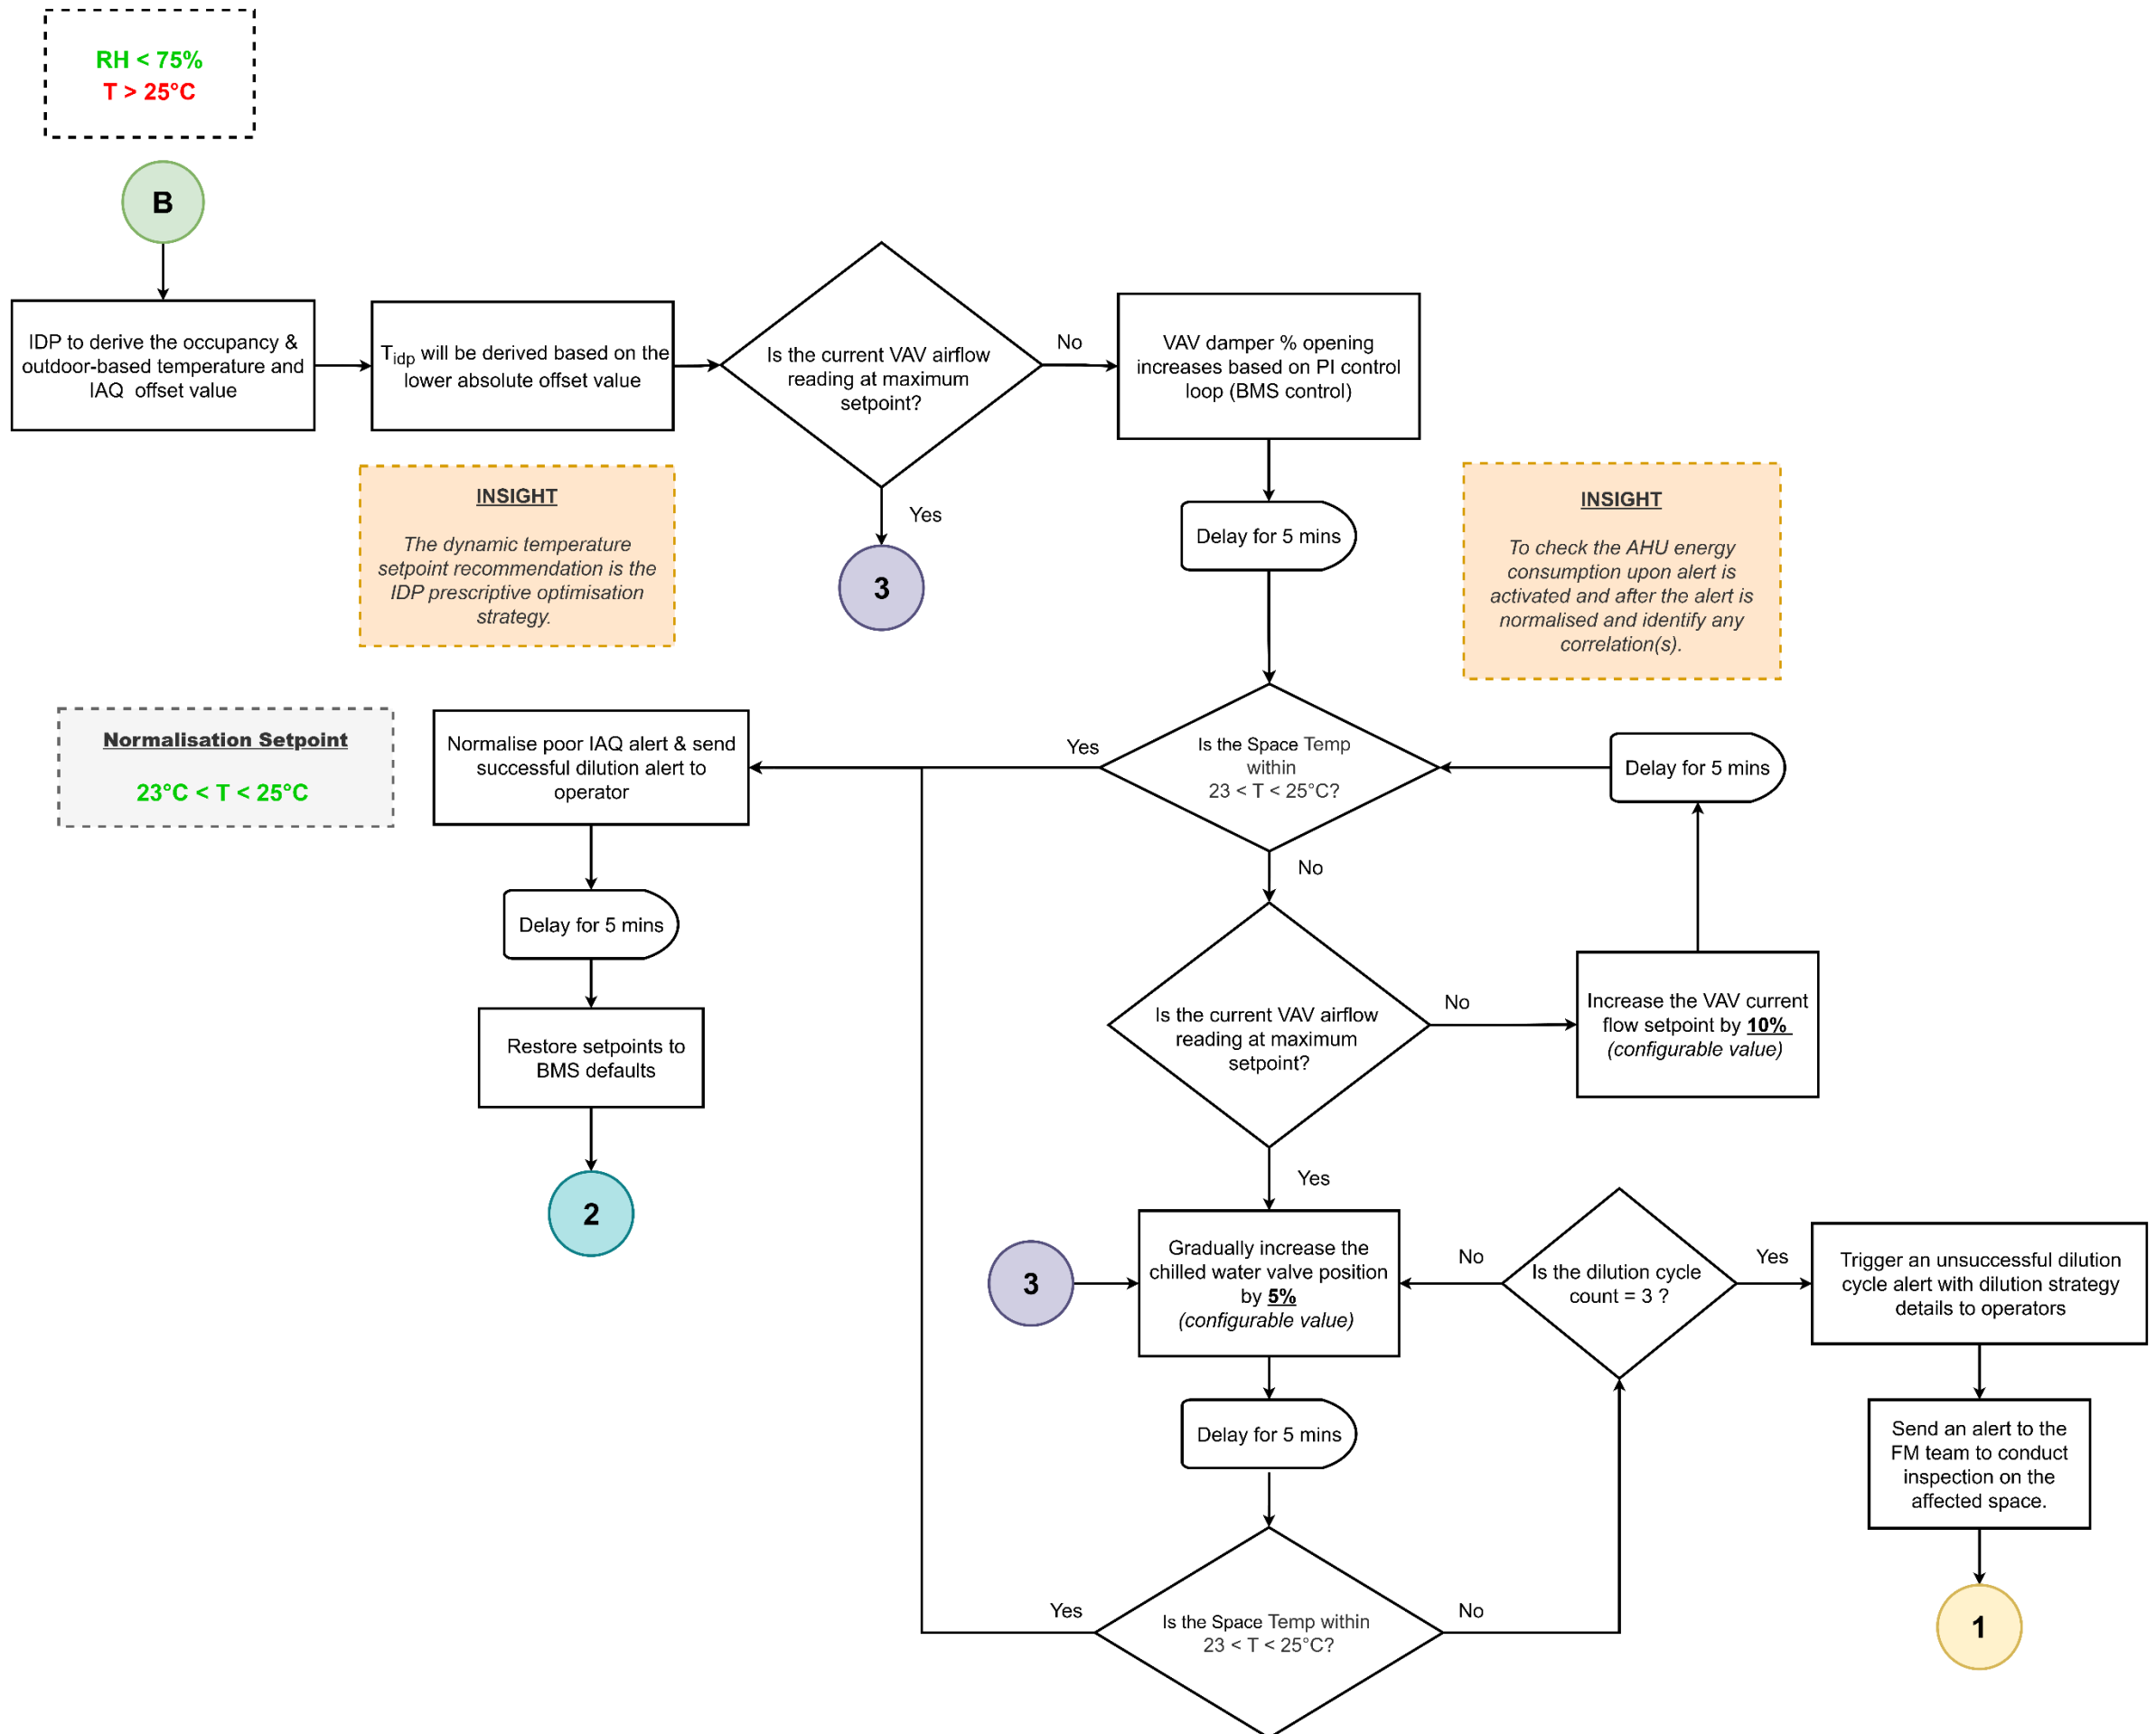 RH < 75%
T > 25°C
B
IDP to derive the occupancy &
outdoor-based temperature and
IAQ offset value
Tidp will be derived based on the
lower absolute offset value
Is the current VAV airflow
reading at maximum
setpoint?
No
Yes
VAV damper % opening
increases based on PI control
loop (BMS control)
INSIGHT
The dynamic temperature
setpoint recommendation is the
IDP prescriptive optimisation
strategy.
3
Delay for 5 mins
INSIGHT
To check the AHU energy
consumption upon alert is
activated and after the alert is
normalised and identify any
correlation(s).
Normalisation Setpoint
23°C < T < 25°C
Normalise poor IAQ alert & send
successful dilution alert to
operator
Yes
Is the Space Temp
within
23 < T < 25°C?
No
Delay for 5 mins
Delay for 5 mins
Restore setpoints to
BMS defaults
2
Is the current VAV airflow
reading at maximum
setpoint?
No
Yes
Increase the VAV current
flow setpoint by 10%
(configurable value)
3
Gradually increase the
chilled water valve position
by 5%
(configurable value)
No
Is the dilution cycle
count = 3 ?
Yes
Trigger an unsuccessful dilution
cycle alert with dilution strategy
details to operators
Delay for 5 mins
Send an alert to the
FM team to conduct
inspection on the
affected space.
Yes
Is the Space Temp within
23 < T < 25°C?
No
1